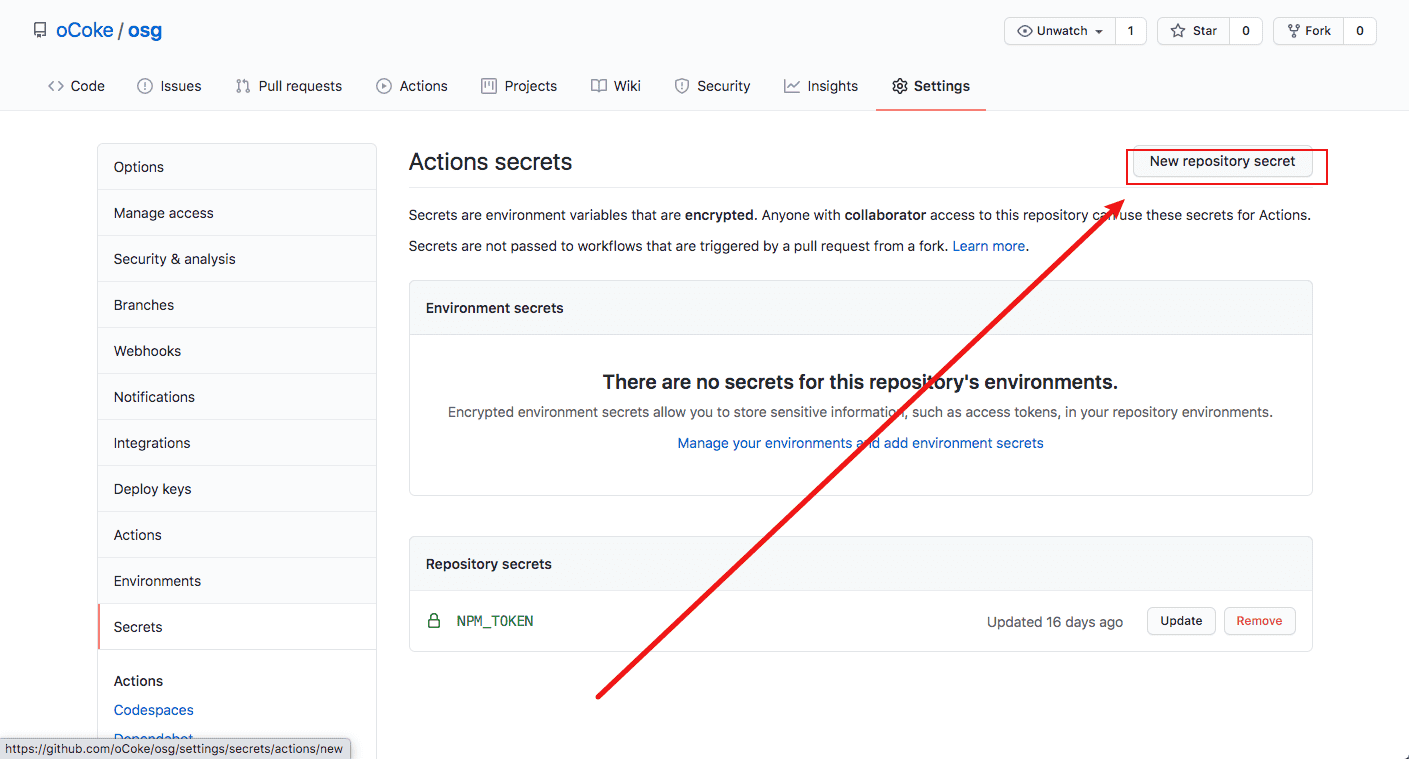 oCoke / osg
Unwatch 1 Star 0 Fork 0
Code Issues Pull requests Actions Projects Wiki Security Insights Settings
Options
Manage access
Security & analysis
Branches
Webhooks
Notifications
Integrations
Deploy keys
Actions
Environments
Secrets
Actions
Codespaces
Dependabot
Actions secrets
New repository secret
Secrets are environment variables that are encrypted. Anyone with collaborator access to this repository can use these secrets for Actions.
Secrets are not passed to workflows that are triggered by a pull request from a fork. Learn more.
Environment secrets
There are no secrets for this repository's environments.
Encrypted environment secrets allow you to store sensitive information, such as access tokens, in your repository environments.
Manage your environments and add environment secrets
Repository secrets
NPM_TOKEN Updated 16 days ago Update Remove
https://github.com/oCoke/osg/settings/secrets/actions/new